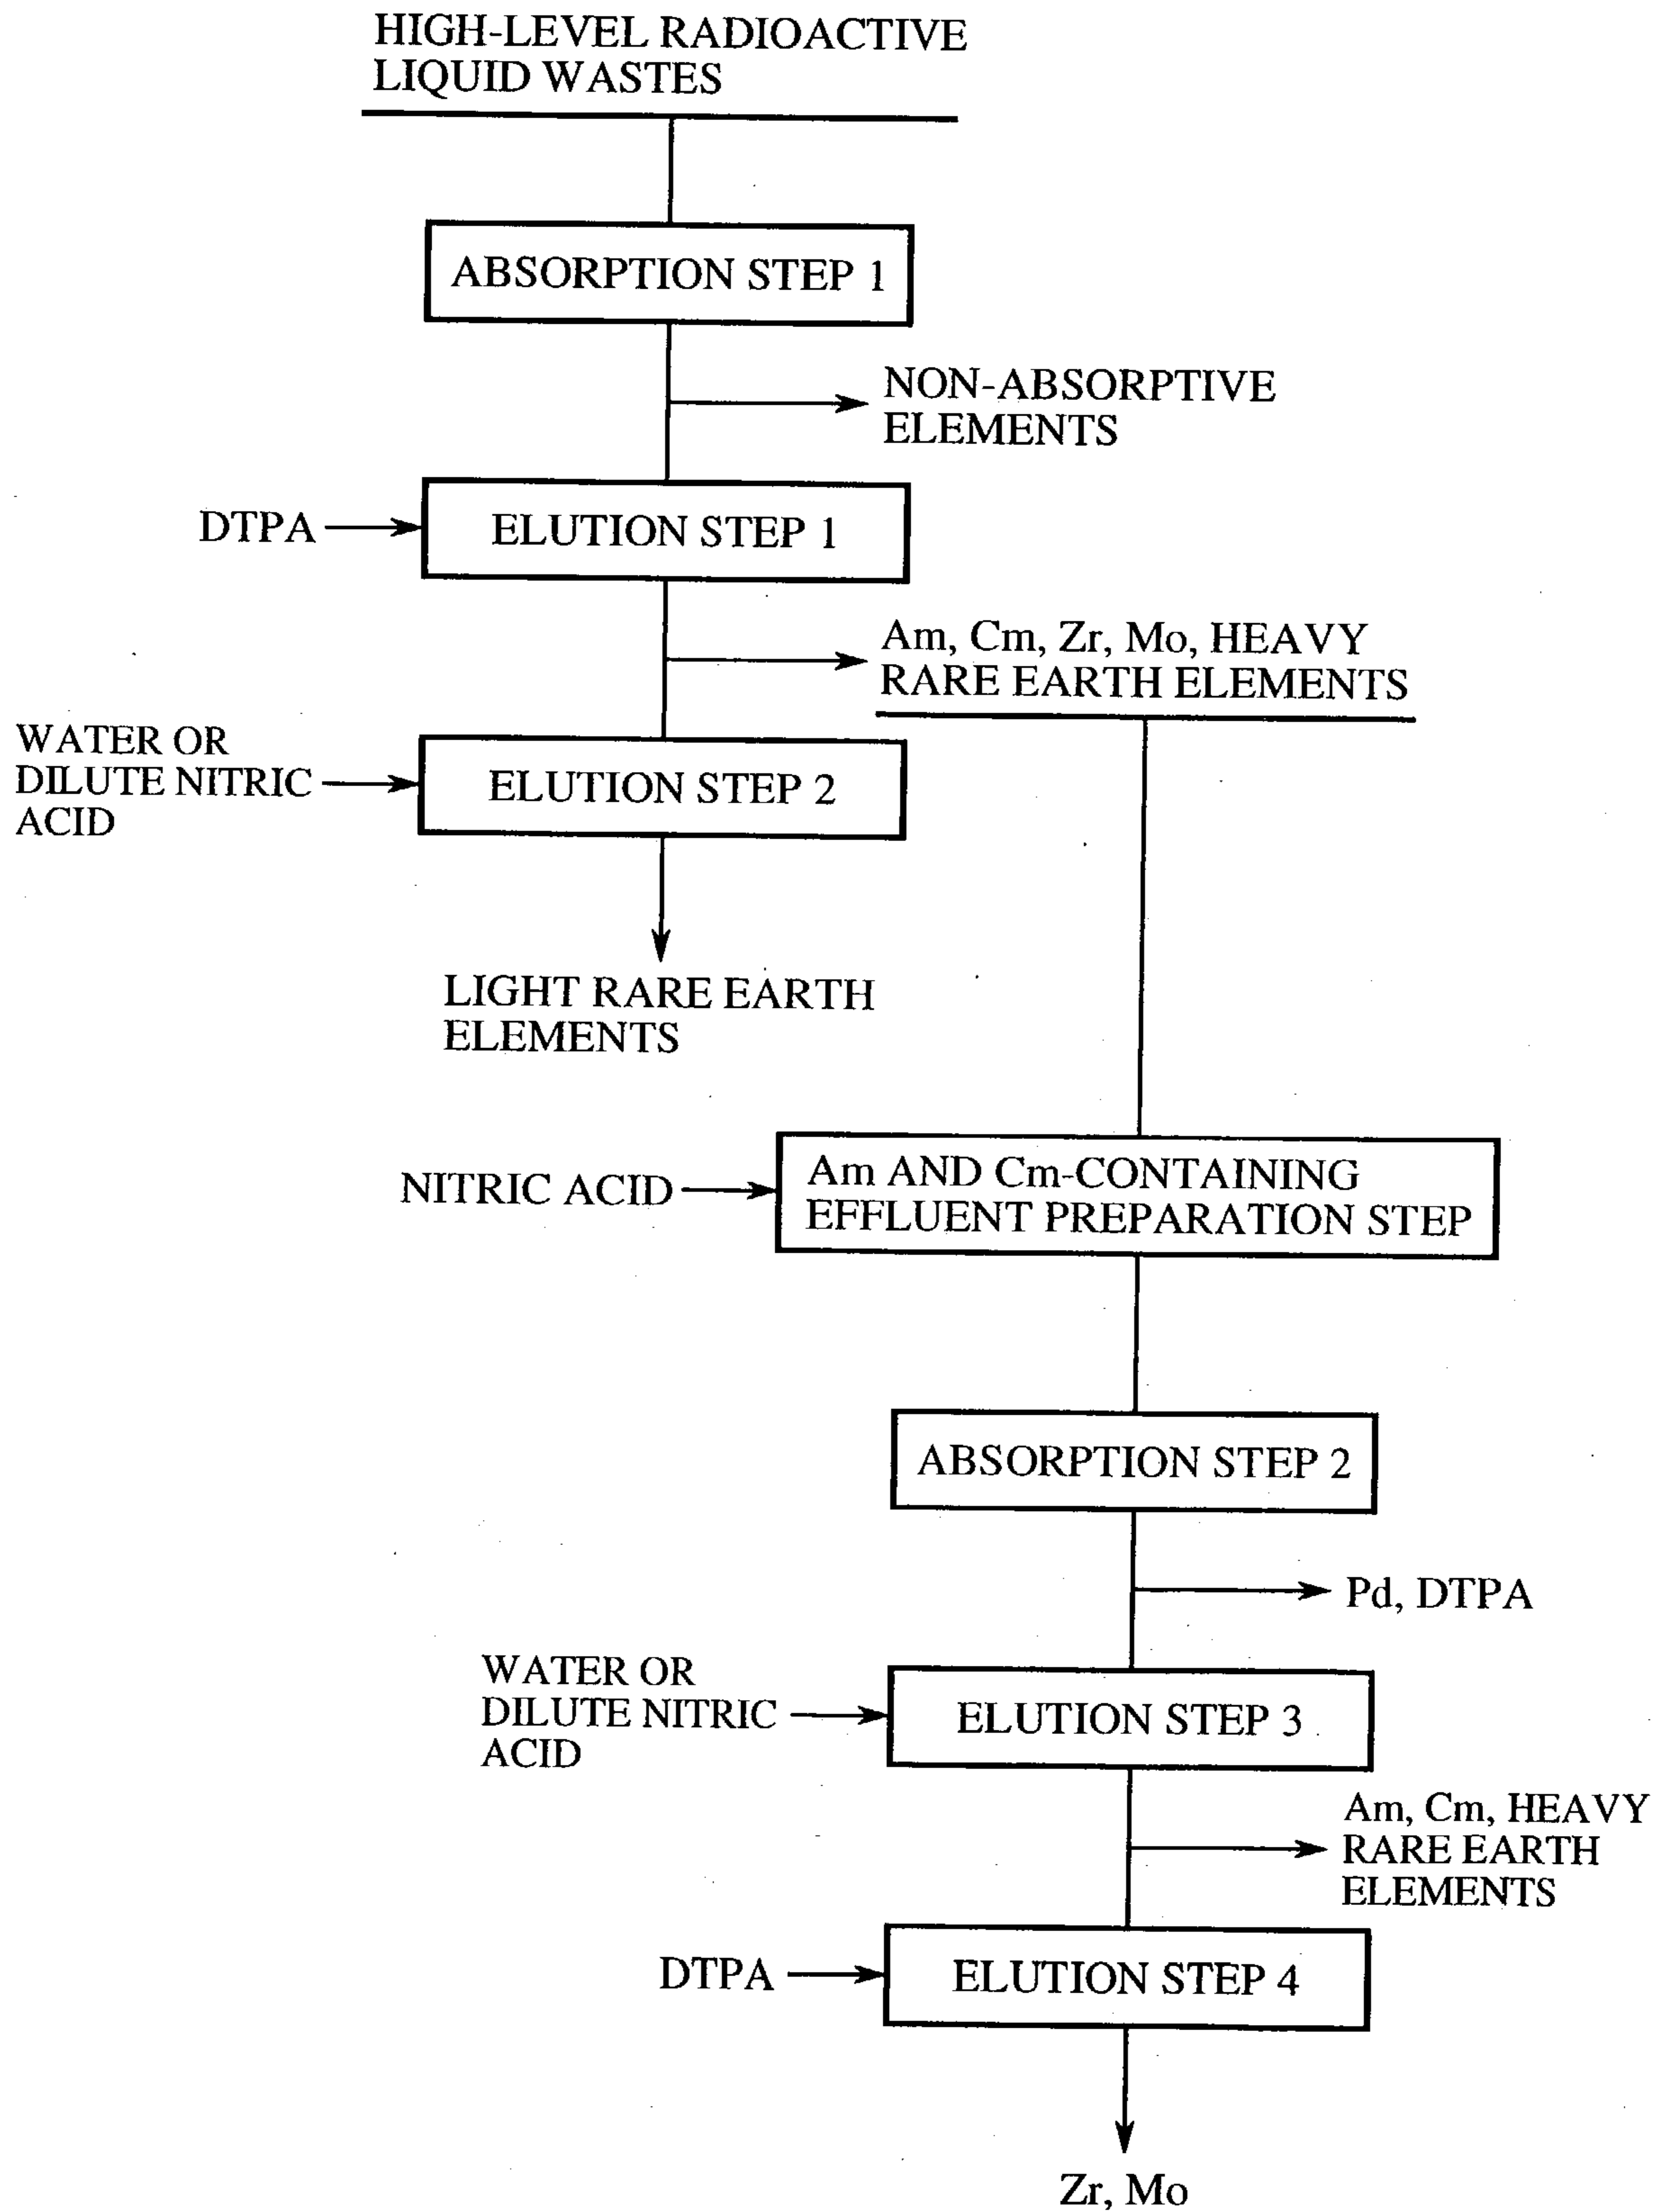 HIGH-LEVEL RADIOACTIVE
LIQUID WASTES
ABSORPTION STEP 1
NON-ABSORPTIVE
ELEMENTS
DTPA
ELUTION STEP 1
Am, Cm, Zr, Mo, HEAVY
RARE EARTH ELEMENTS
WATER OR
DILUTE NITRIC
ACID
ELUTION STEP 2
LIGHT RARE EARTH
ELEMENTS
NITRIC ACID
Am AND Cm-CONTAINING
EFFLUENT PREPARATION STEP
ABSORPTION STEP 2
Pd, DTPA
WATER OR
DILUTE NITRIC
ACID
ELUTION STEP 3
Am, Cm, HEAVY
RARE EARTH
ELEMENTS
DTPA
ELUTION STEP 4
Zr, Mo